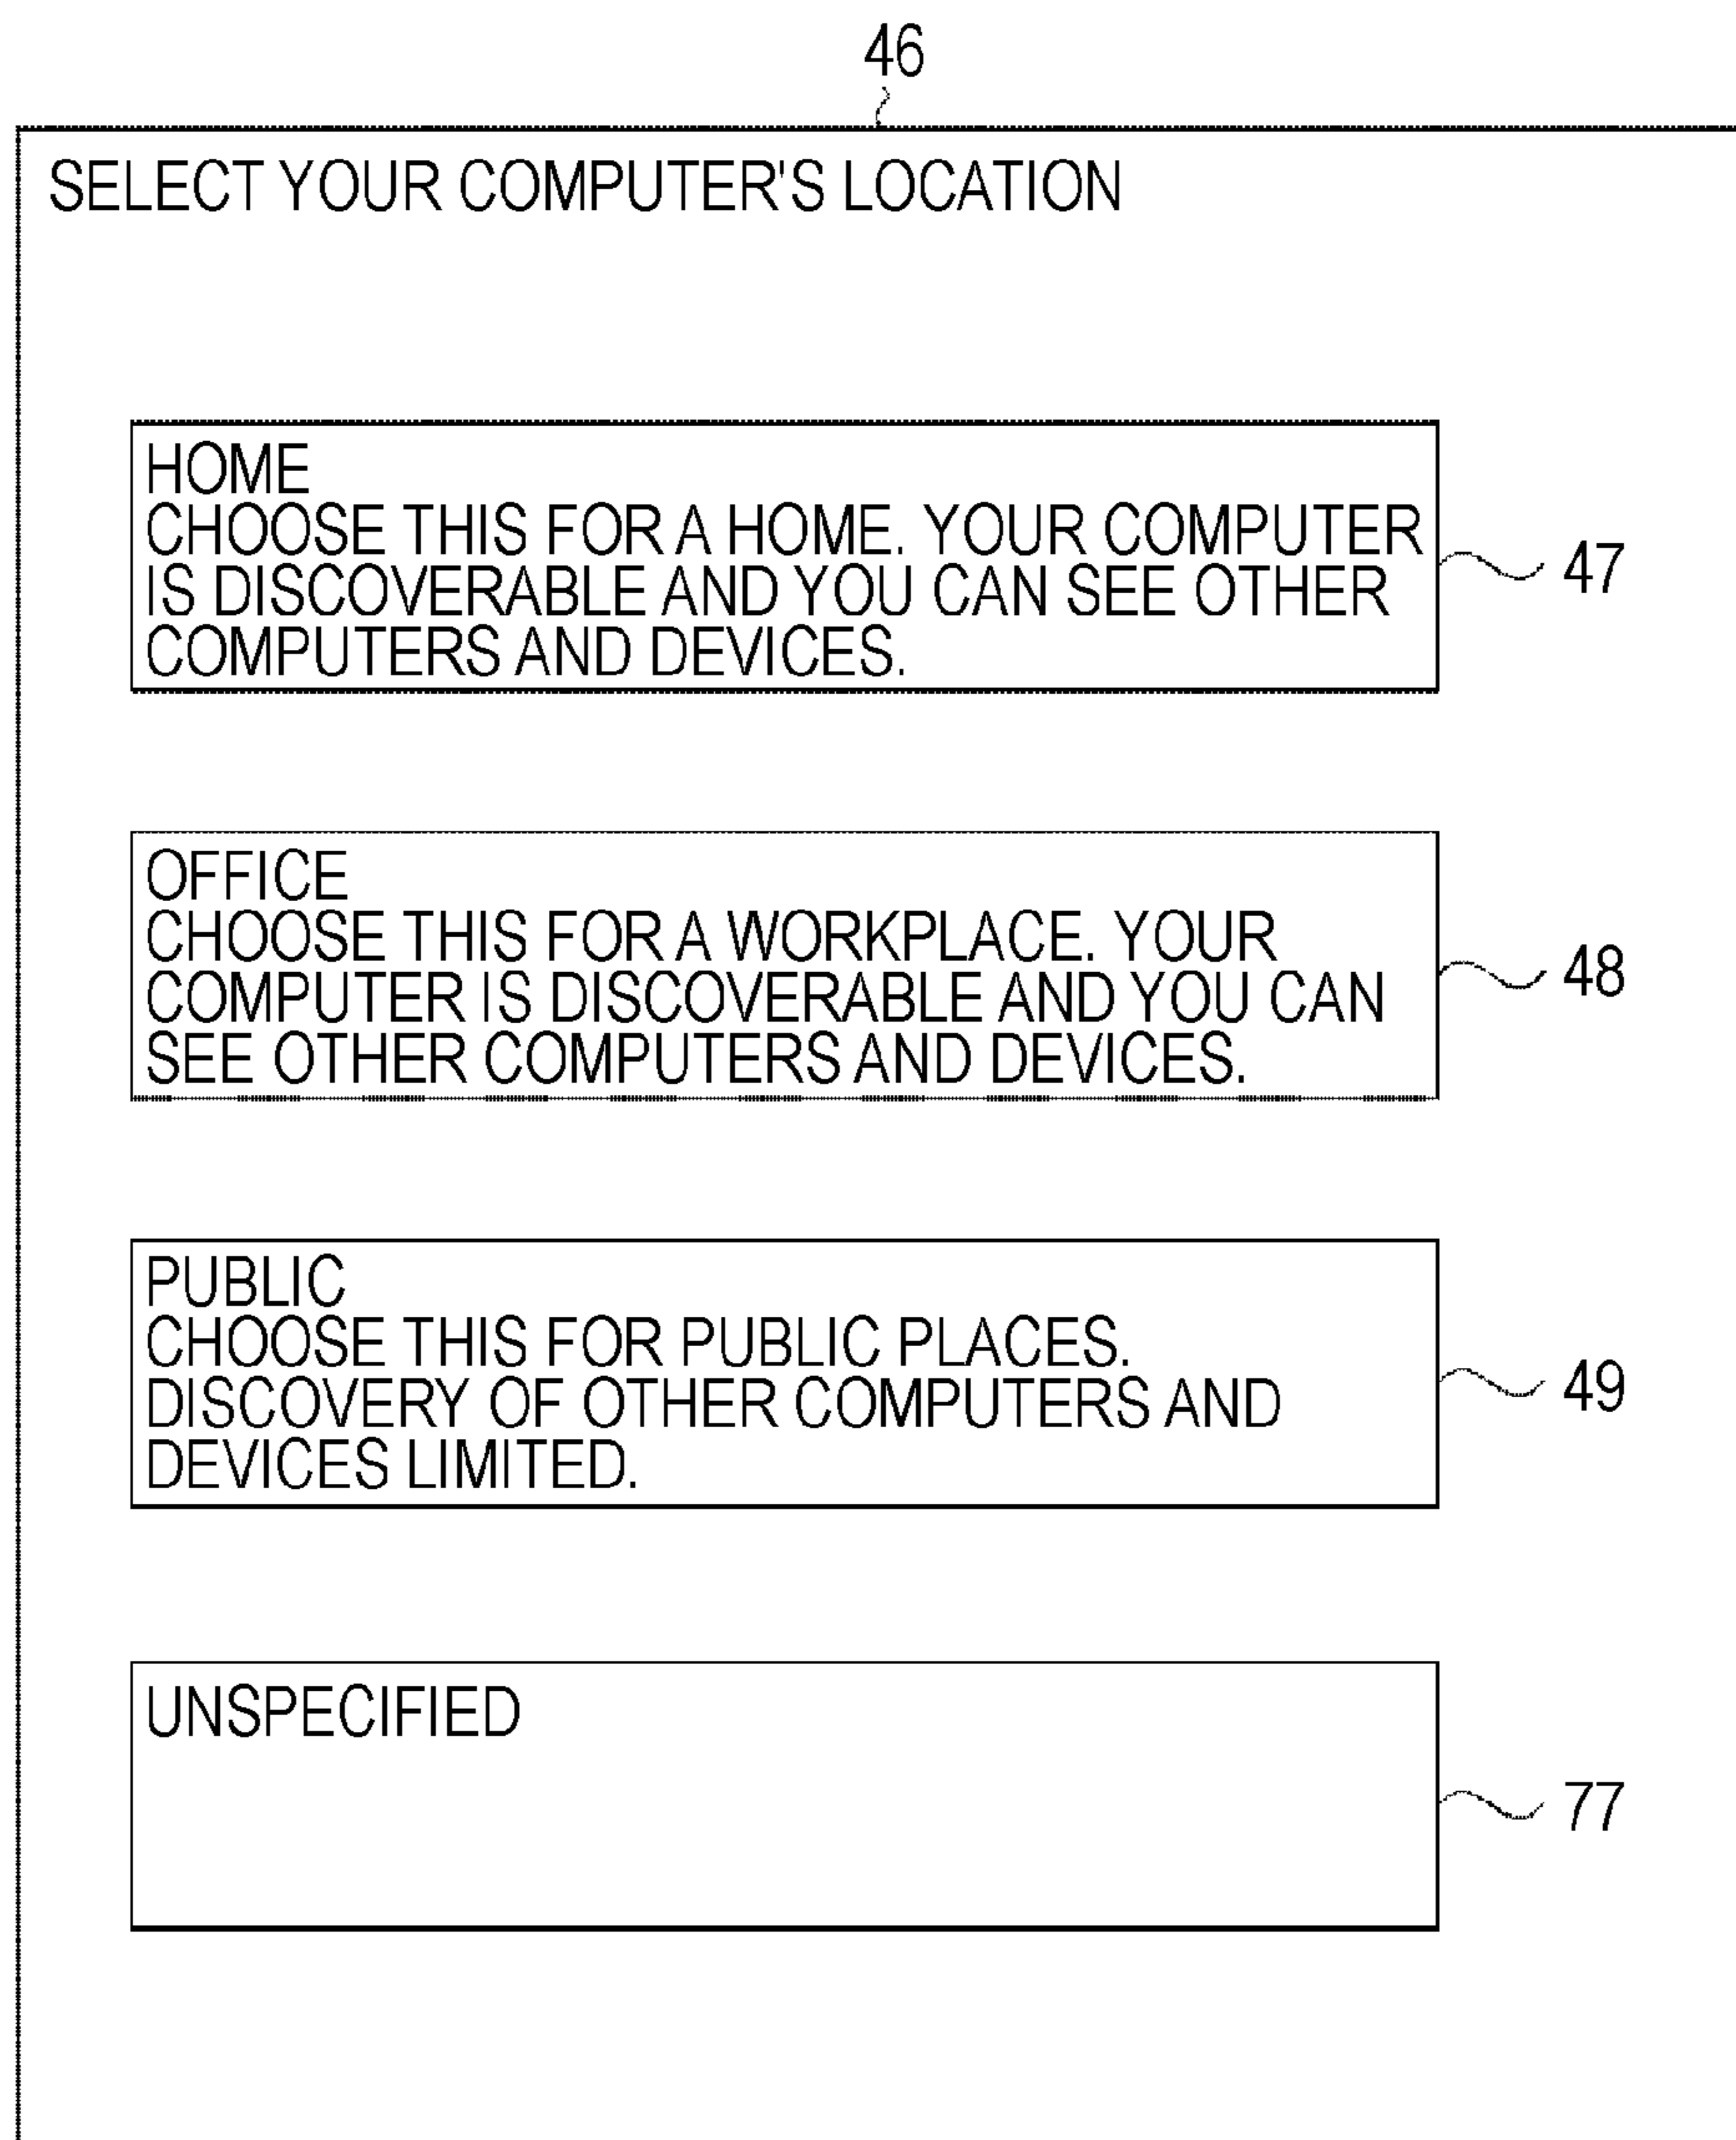 46
SELECT YOUR COMPUTER'S LOCATION
HOME
CHOOSE THIS FOR A HOME. YOUR COMPUTER
IS DISCOVERABLE AND YOU CAN SEE OTHER
COMPUTERS AND DEVICES.
47
OFFICE
CHOOSE THIS FOR A WORKPLACE. YOUR
COMPUTER IS DISCOVERABLE AND YOU CAN
SEE OTHER COMPUTERS AND DEVICES.
48
PUBLIC
CHOOSE THIS FOR PUBLIC PLACES.
DISCOVERY OF OTHER COMPUTERS AND
DEVICES LIMITED.
49
UNSPECIFIED
77